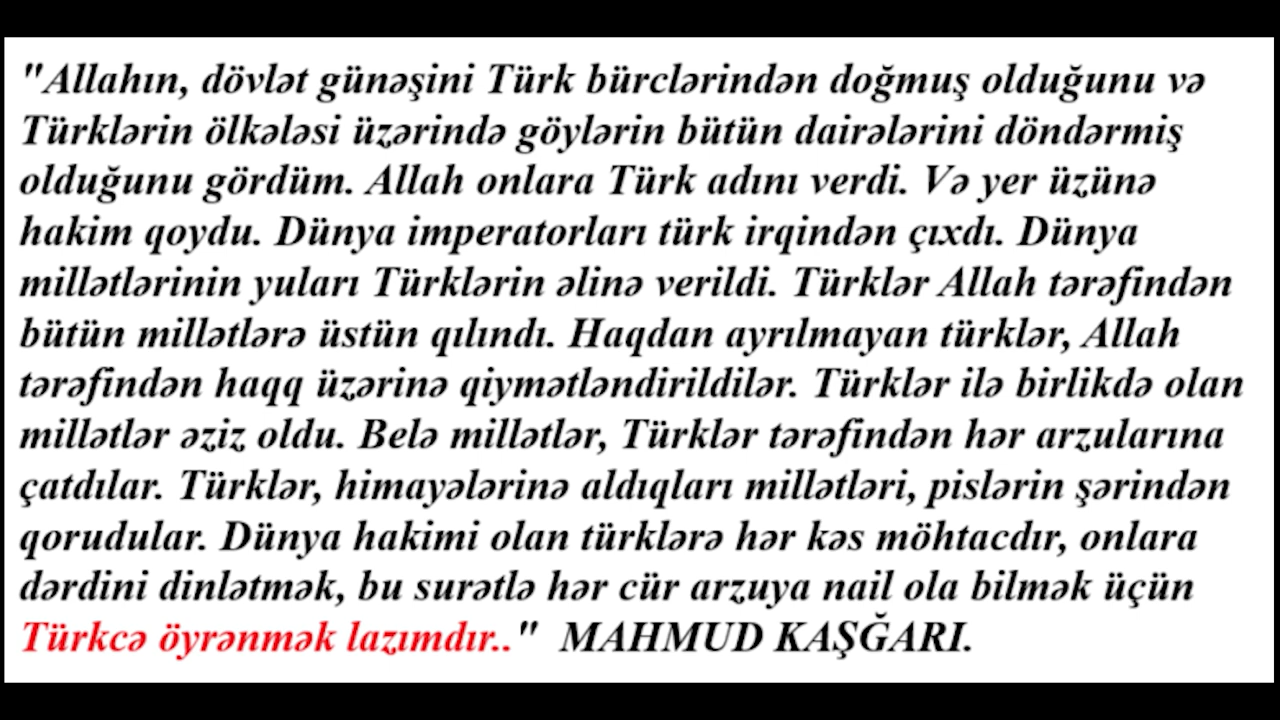 "Allahın, dövlət günəşini Türk bürclərindən doğmuş olduğunu və
Türklərin ölkələsi üzərində göylərin bütün dairələrini döndərmiş
olduğunu gördüm. Allah onlara Türk adını verdi. Və yer üzünə
hakim qoydu. Dünya imperatorları türk irqindən çıxdı. Dünya
millətlərinin yuları Türklərin əlinə verildi. Türklər Allah tərəfindən
bütün millətlərə üstün qılındı. Haqdan ayrılmayan türklər, Allah
tərəfindən haqq üzərinə qiymətləndirildilər. Türklər ilə birlikdə olan
millətlər əziz oldu. Belə millətlər, Türklər tərəfindən hər arzularına
çatdılar. Türklər, himayələrinə aldıqları millətləri, pislərin şərindən
qorudular. Dünya hakimi olan türklərə hər kəs möhtacdır, onlara
dərdini dinlətmək, bu surətlə hər cür arzuya nail ola bilmək üçün
Türkcə öyrənmək lazımdır.." MAHMUD KAŞĞARI.